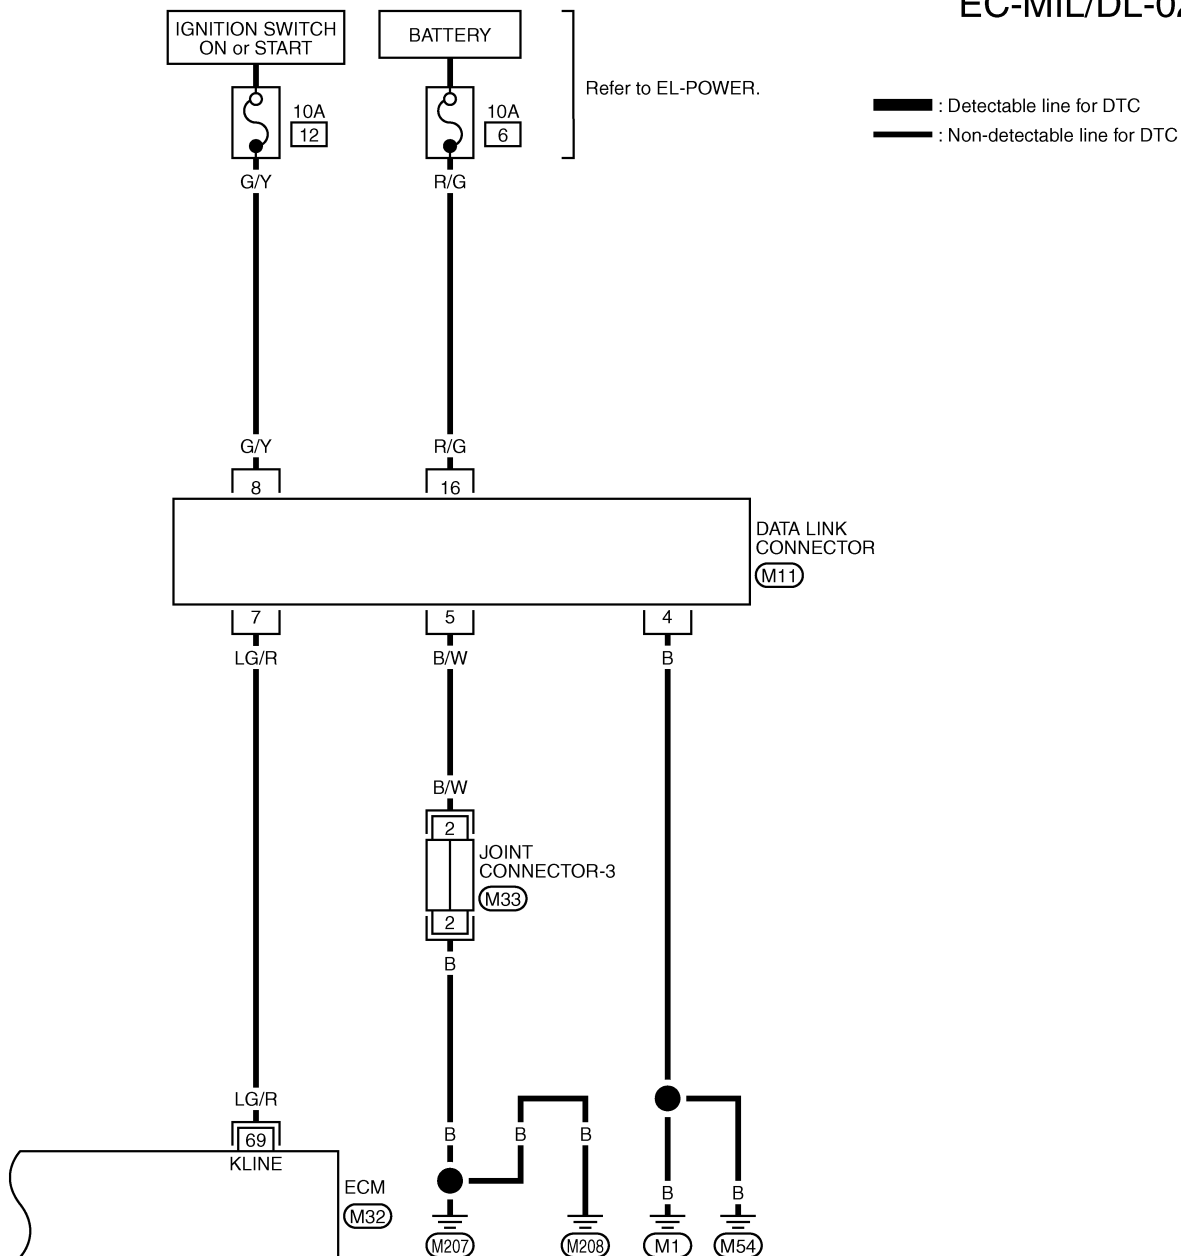 EC-MIL/DL-02
IGNITION SWITCH
ON or START
BATTERY
Refer to EL-POWER.
10A
12
10A
6
: Detectable line for DTC
: Non-detectable line for DTC
G/Y
R/G
G/Y
R/G
8
16
DATA LINK
CONNECTOR
M11
7
5
4
LG/R
B/W
B
B/W
2
JOINT
CONNECTOR-3
M33
2
B
LG/R
69
KLINE
B
B
B
ECM
M32
B
B
M207
M208
M1
M54